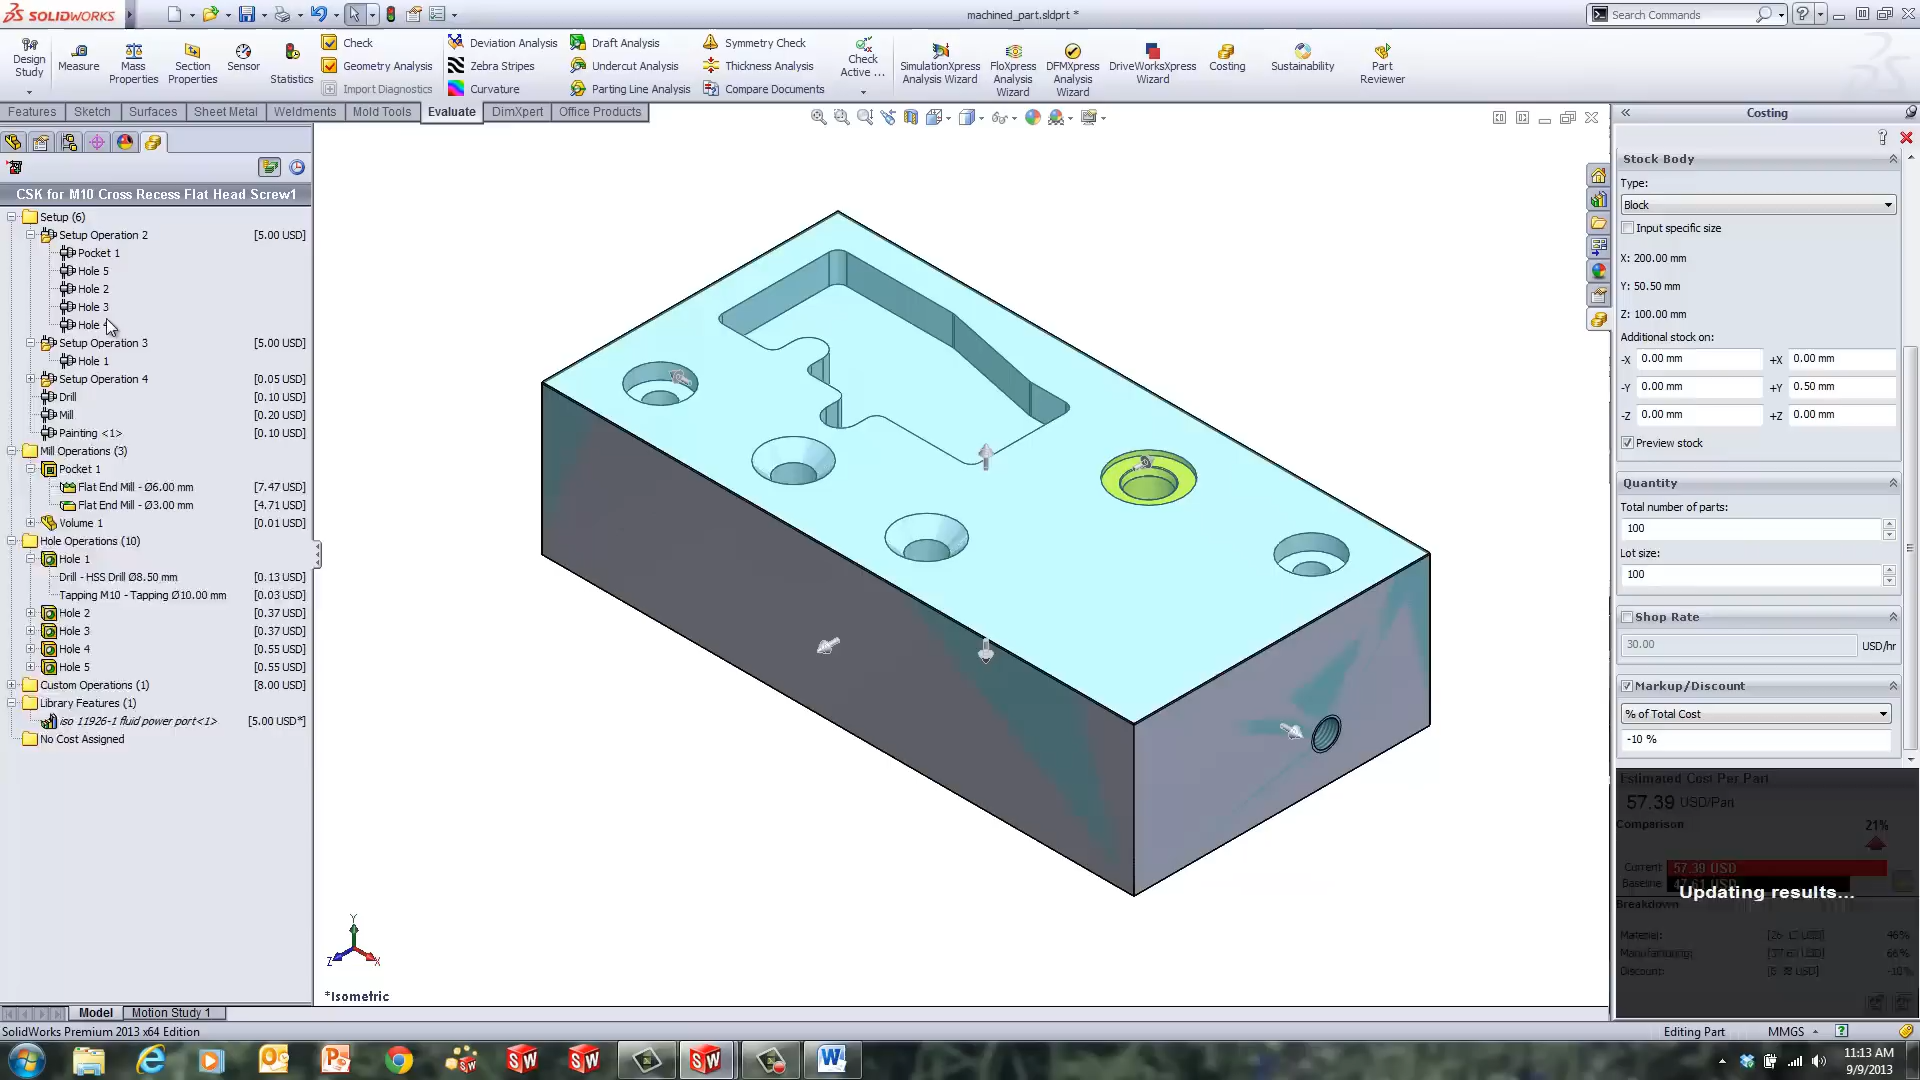 SOLIDWORKS
machined_part.sldprt *
Search Commands
Design Study
Measure
Mass Properties
Section Properties
Sensor
Statistics
Check
Geometry Analysis
Import Diagnostics
Deviation Analysis
Zebra Stripes
Curvature
Draft Analysis
Undercut Analysis
Parting Line Analysis
Symmetry Check
Thickness Analysis
Compare Documents
Check Active ...
SimulationXpress Analysis Wizard
FloXpress Analysis Wizard
DFMXpress Analysis Wizard
DriveWorksXpress Wizard
Costing
Sustainability
Part Reviewer
Features
Sketch
Surfaces
Sheet Metal
Weldments
Mold Tools
Evaluate
DimXpert
Office Products
CSK for M10 Cross Recess Flat Head Screw1
Setup (6)
Setup Operation 2 [5.00 USD]
Pocket 1
Hole 5
Hole 2
Hole 3
Hole
Setup Operation 3 [5.00 USD]
Hole 1
Setup Operation 4 [0.05 USD]
Drill [0.10 USD]
Mill [0.20 USD]
Painting <1> [0.10 USD]
Mill Operations (3)
Pocket 1
Flat End Mill - Ø6.00 mm [7.47 USD]
Flat End Mill - Ø3.00 mm [4.71 USD]
Volume 1 [0.01 USD]
Hole Operations (10)
Hole 1
Drill - HSS Drill Ø8.50 mm [0.13 USD]
Tapping M10 - Tapping Ø10.00 mm [0.03 USD]
Hole 2 [0.37 USD]
Hole 3 [0.37 USD]
Hole 4 [0.55 USD]
Hole 5 [0.55 USD]
Custom Operations (1) [8.00 USD]
Library Features (1)
iso 11926-1 fluid power port<1> [5.00 USD*]
No Cost Assigned
Y
Z
X
*Isometric
Costing
Stock Body
Type:
Block
Input specific size
X: 200.00 mm
Y: 50.50 mm
Z: 100.00 mm
Additional stock on:
-X 0.00 mm +X 0.00 mm
-Y 0.00 mm +Y 0.50 mm
-Z 0.00 mm +Z 0.00 mm
Preview stock
Quantity
Total number of parts:
100
Lot size:
100
Shop Rate
30.00 USD/hr
Markup/Discount
% of Total Cost
-10 %
Estimated Cost Per Part
57.39 USD/Part
Comparison 21%
Current: 57.39 USD
Baseline: 47.61 USD
Updating results...
Breakdown
Material: 46%
Manufacturing: 66%
Discount: -10%
Model
Motion Study 1
SolidWorks Premium 2013 x64 Edition
Editing Part
MMGS
11:13 AM
9/9/2013